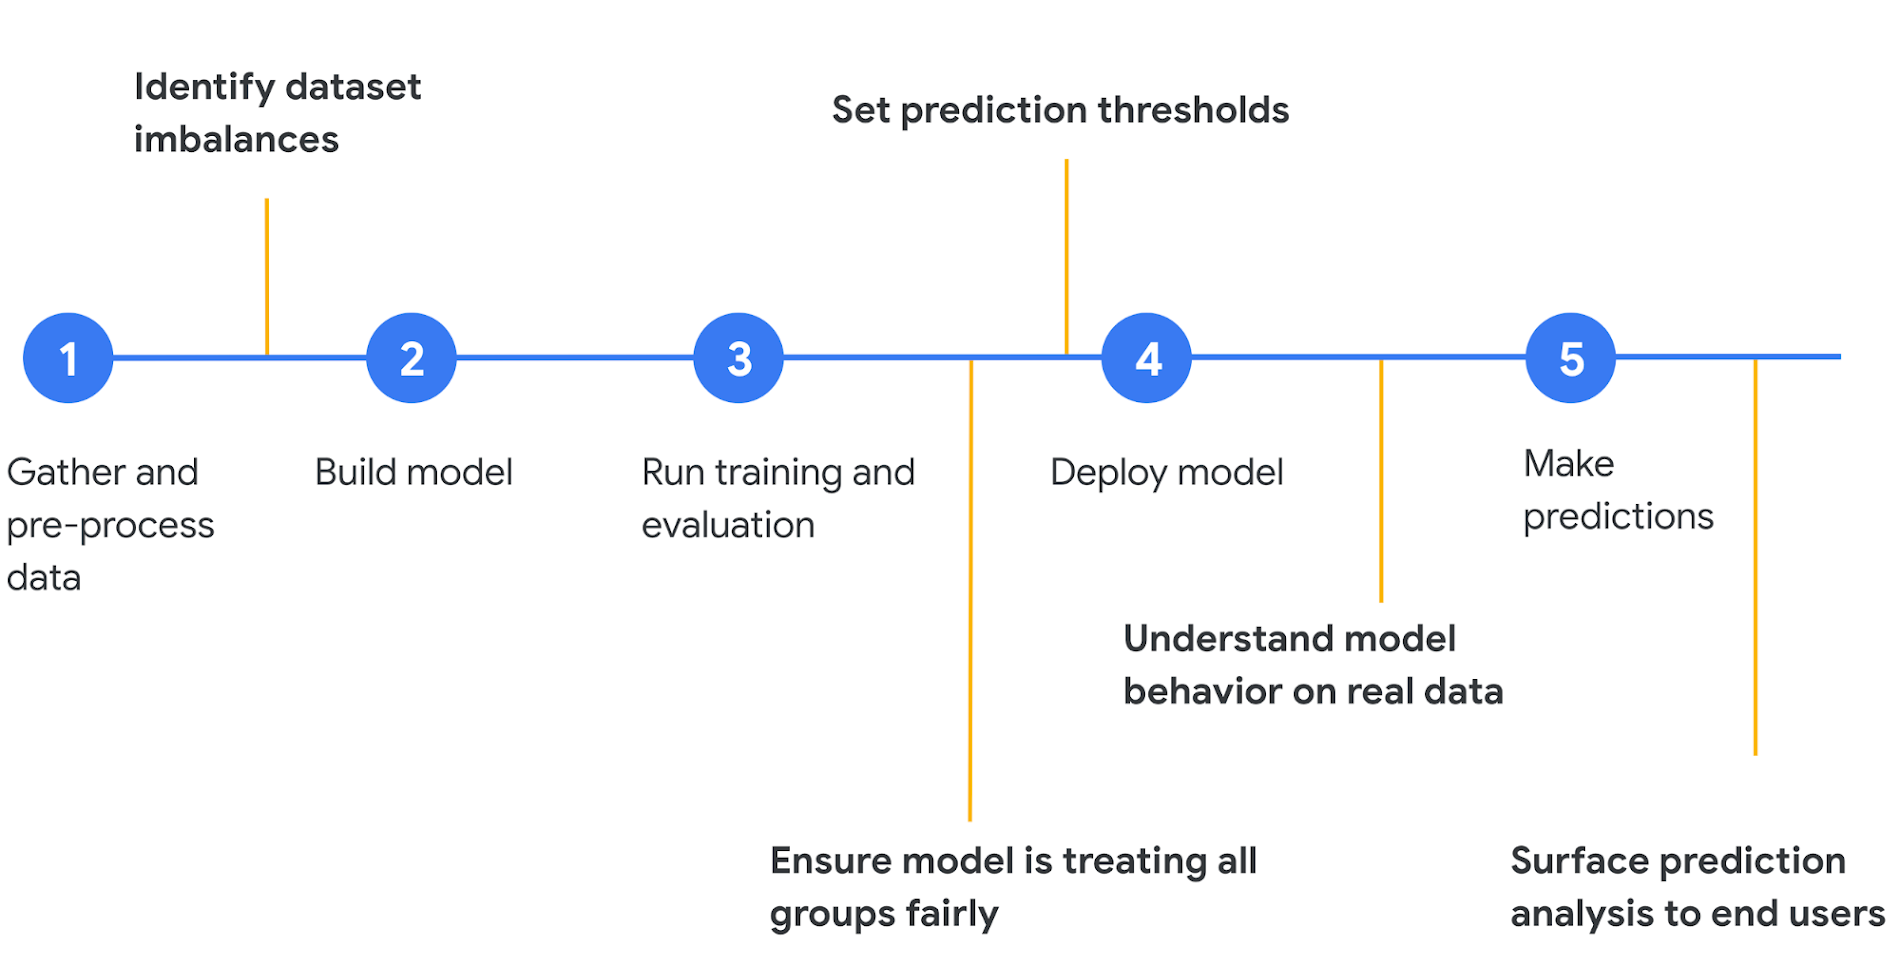 Identify dataset
imbalances
Set prediction thresholds
1
2
3
4
5
Gather and
pre-process
data
Build model
Run training and
evaluation
Deploy model
Make
predictions
Understand model
behavior on real data
Ensure model is treating all
groups fairly
Surface prediction
analysis to end users